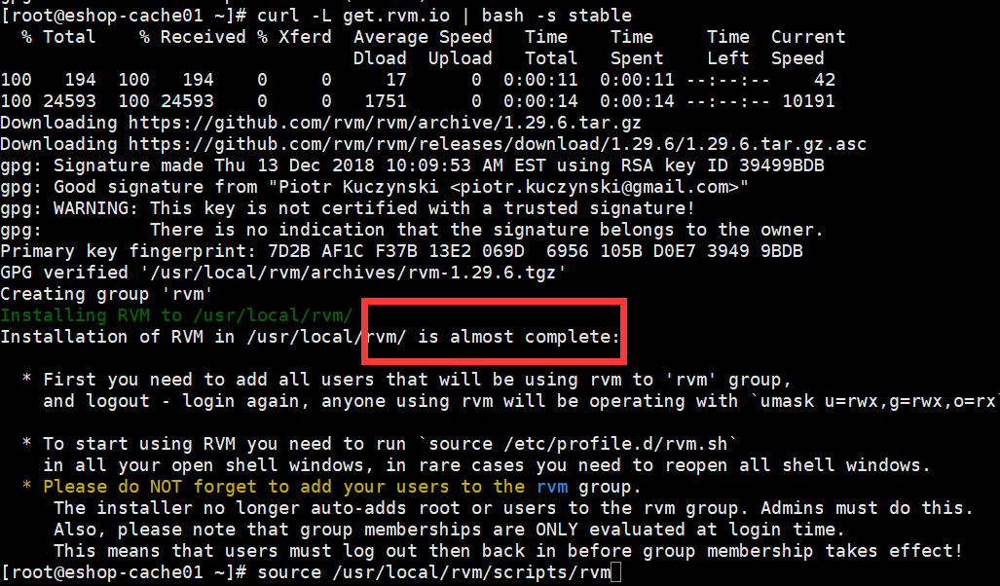 [root@eshop-cache01 ~]# curl -L get.rvm.io | bash -s stable
  % Total    % Received % Xferd  Average Speed   Time    Time     Time  Current
                                 Dload  Upload   Total   Spent    Left  Speed
100   194  100   194    0     0     17      0  0:00:11  0:00:11 --:--:--    42
100 24593  100 24593    0     0   1751      0  0:00:14  0:00:14 --:--:-- 10191
Downloading https://github.com/rvm/rvm/archive/1.29.6.tar.gz
Downloading https://github.com/rvm/rvm/releases/download/1.29.6/1.29.6.tar.gz.asc
gpg: Signature made Thu 13 Dec 2018 10:09:53 AM EST using RSA key ID 39499BDB
gpg: Good signature from "Piotr Kuczynski <piotr.kuczynski@gmail.com>"
gpg: WARNING: This key is not certified with a trusted signature!
gpg:          There is no indication that the signature belongs to the owner.
Primary key fingerprint: 7D2B AF1C F37B 13E2 069D  6956 105B D0E7 3949 9BDB
GPG verified '/usr/local/rvm/archives/rvm-1.29.6.tgz'
Creating group 'rvm'
Installing RVM to /usr/local/rvm/
Installation of RVM in /usr/local/rvm/ is almost complete:
  * First you need to add all users that will be using rvm to 'rvm' group,
    and logout - login again, anyone using rvm will be operating with `umask u=rwx,g=rwx,o=rx`
  * To start using RVM you need to run `source /etc/profile.d/rvm.sh`
    in all your open shell windows, in rare cases you need to reopen all shell windows.
  * Please do NOT forget to add your users to the rvm group.
     The installer no longer auto-adds root or users to the rvm group. Admins must do this.
     Also, please note that group memberships are ONLY evaluated at login time.
     This means that users must log out then back in before group membership takes effect!
[root@eshop-cache01 ~]# source /usr/local/rvm/scripts/rvm